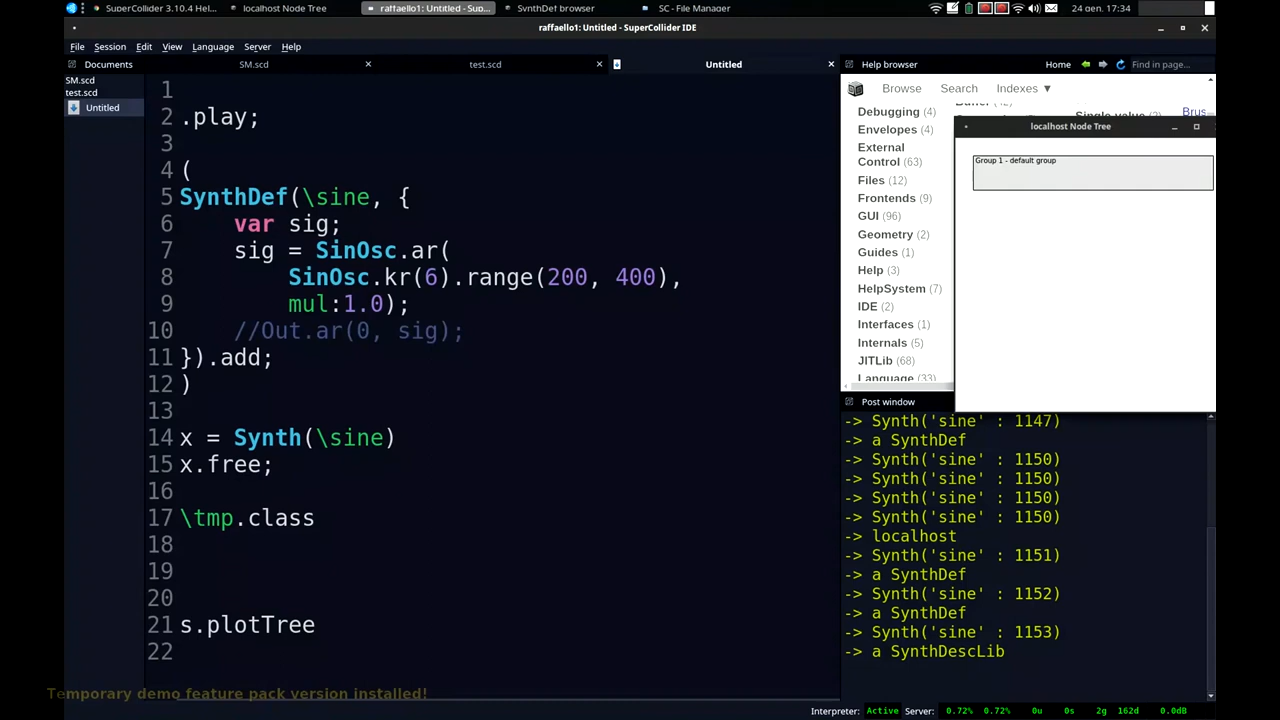 SuperCollider 3.10.4 Hel...
localhost Node Tree
raffaello1: Untitled - Sup...
SynthDef browser
SC - File Manager
24 gen, 17:34
raffaello1: Untitled - SuperCollider IDE
File Session Edit View Language Server Help
Documents
SM.scd
test.scd
Untitled
Help browser
Home
Find in page...
SM.scd
test.scd
Untitled
1
2 .play;
3
4 (
5 SynthDef(\sine, {
6 var sig;
7 sig = SinOsc.ar(
8 SinOsc.kr(6).range(200, 400),
9 mul:1.0);
10 //Out.ar(0, sig);
11 }).add;
12 )
13
14 x = Synth(\sine)
15 x.free;
16
17 \tmp.class
18
19
20
21 s.plotTree
22
Browse Search Indexes ▼
Debugging (4)
Envelopes (4)
External
Control (63)
Files (12)
Frontends (9)
GUI (96)
Geometry (2)
Guides (1)
Help (3)
HelpSystem (7)
IDE (2)
Interfaces (1)
Internals (5)
JITLib (68)
Language (33)
Single value (2)
Brus
localhost Node Tree
Group 1 - default group
Post window
-> Synth('sine' : 1147)
-> a SynthDef
-> Synth('sine' : 1150)
-> Synth('sine' : 1150)
-> Synth('sine' : 1150)
-> Synth('sine' : 1150)
-> localhost
-> Synth('sine' : 1151)
-> a SynthDef
-> Synth('sine' : 1152)
-> a SynthDef
-> Synth('sine' : 1153)
-> a SynthDescLib
Temporary demo feature pack version installed!
Interpreter: Active Server: 0.72% 0.72% 0u 0s 2g 162d 0.0dB